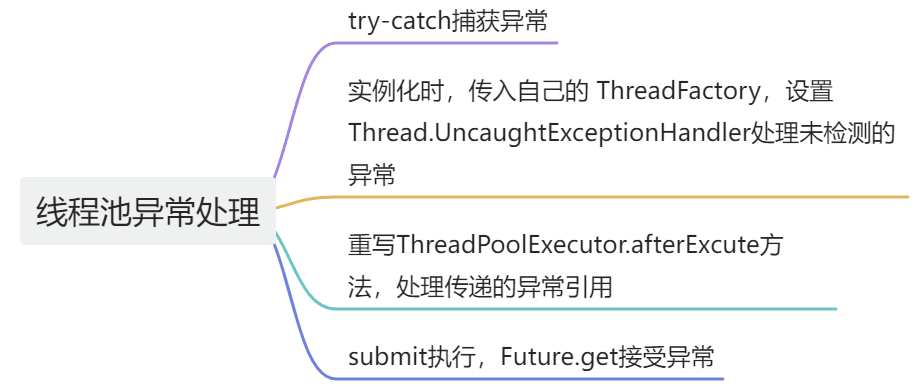 try-catch捕获异常
实例化时，传入自己的 ThreadFactory，设置
Thread.UncaughtExceptionHandler处理未检测的
异常
线程池异常处理
重写ThreadPoolExecutor.afterExcute方
法，处理传递的异常引用
submit执行，Future.get接受异常